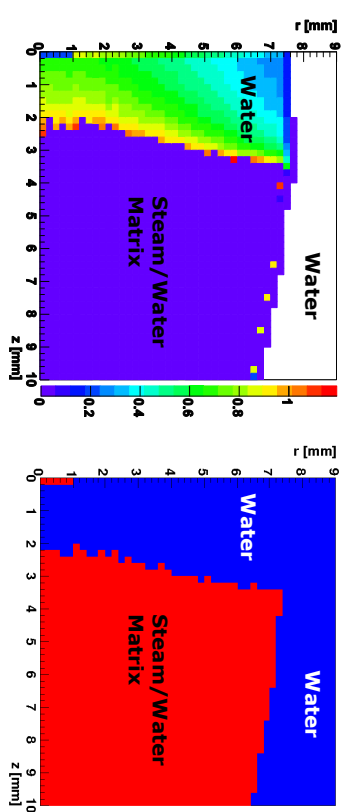 r [mm]
0 1 2 3 4 5 6 7 8 9
Water
Water
Steam/Water
Matrix
0 1 2 3 4 5 6 7 8 9 10
z [mm]
0 0.2 0.4 0.6 0.8 1
r [mm]
0 1 2 3 4 5 6 7 8 9
Water
Water
Steam/Water
Matrix
0 1 2 3 4 5 6 7 8 9 10
z [mm]